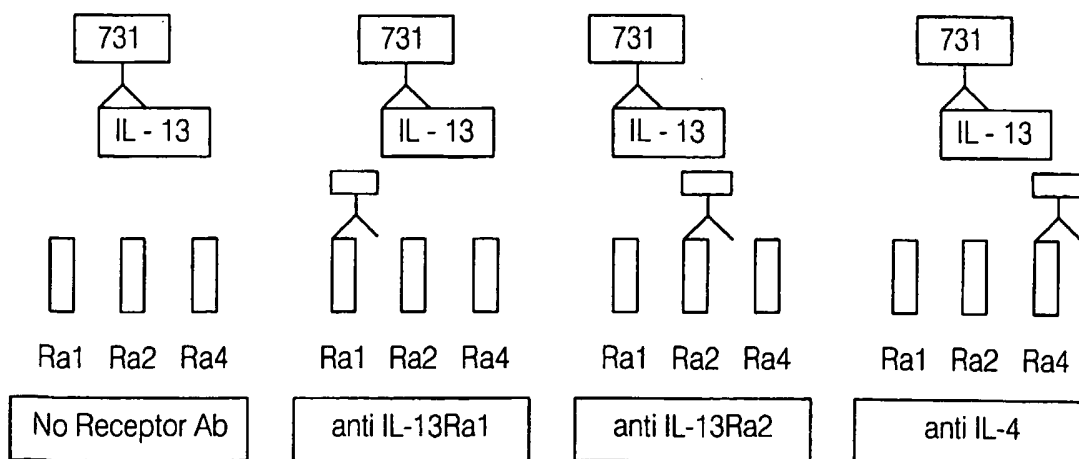 731 731 731 731
IL - 13 IL - 13 IL - 13 IL - 13
Ra1 Ra2 Ra4 Ra1 Ra2 Ra4 Ra1 Ra2 Ra4 Ra1 Ra2 Ra4
No Receptor Ab anti IL-13Ra1 anti IL-13Ra2 anti IL-4